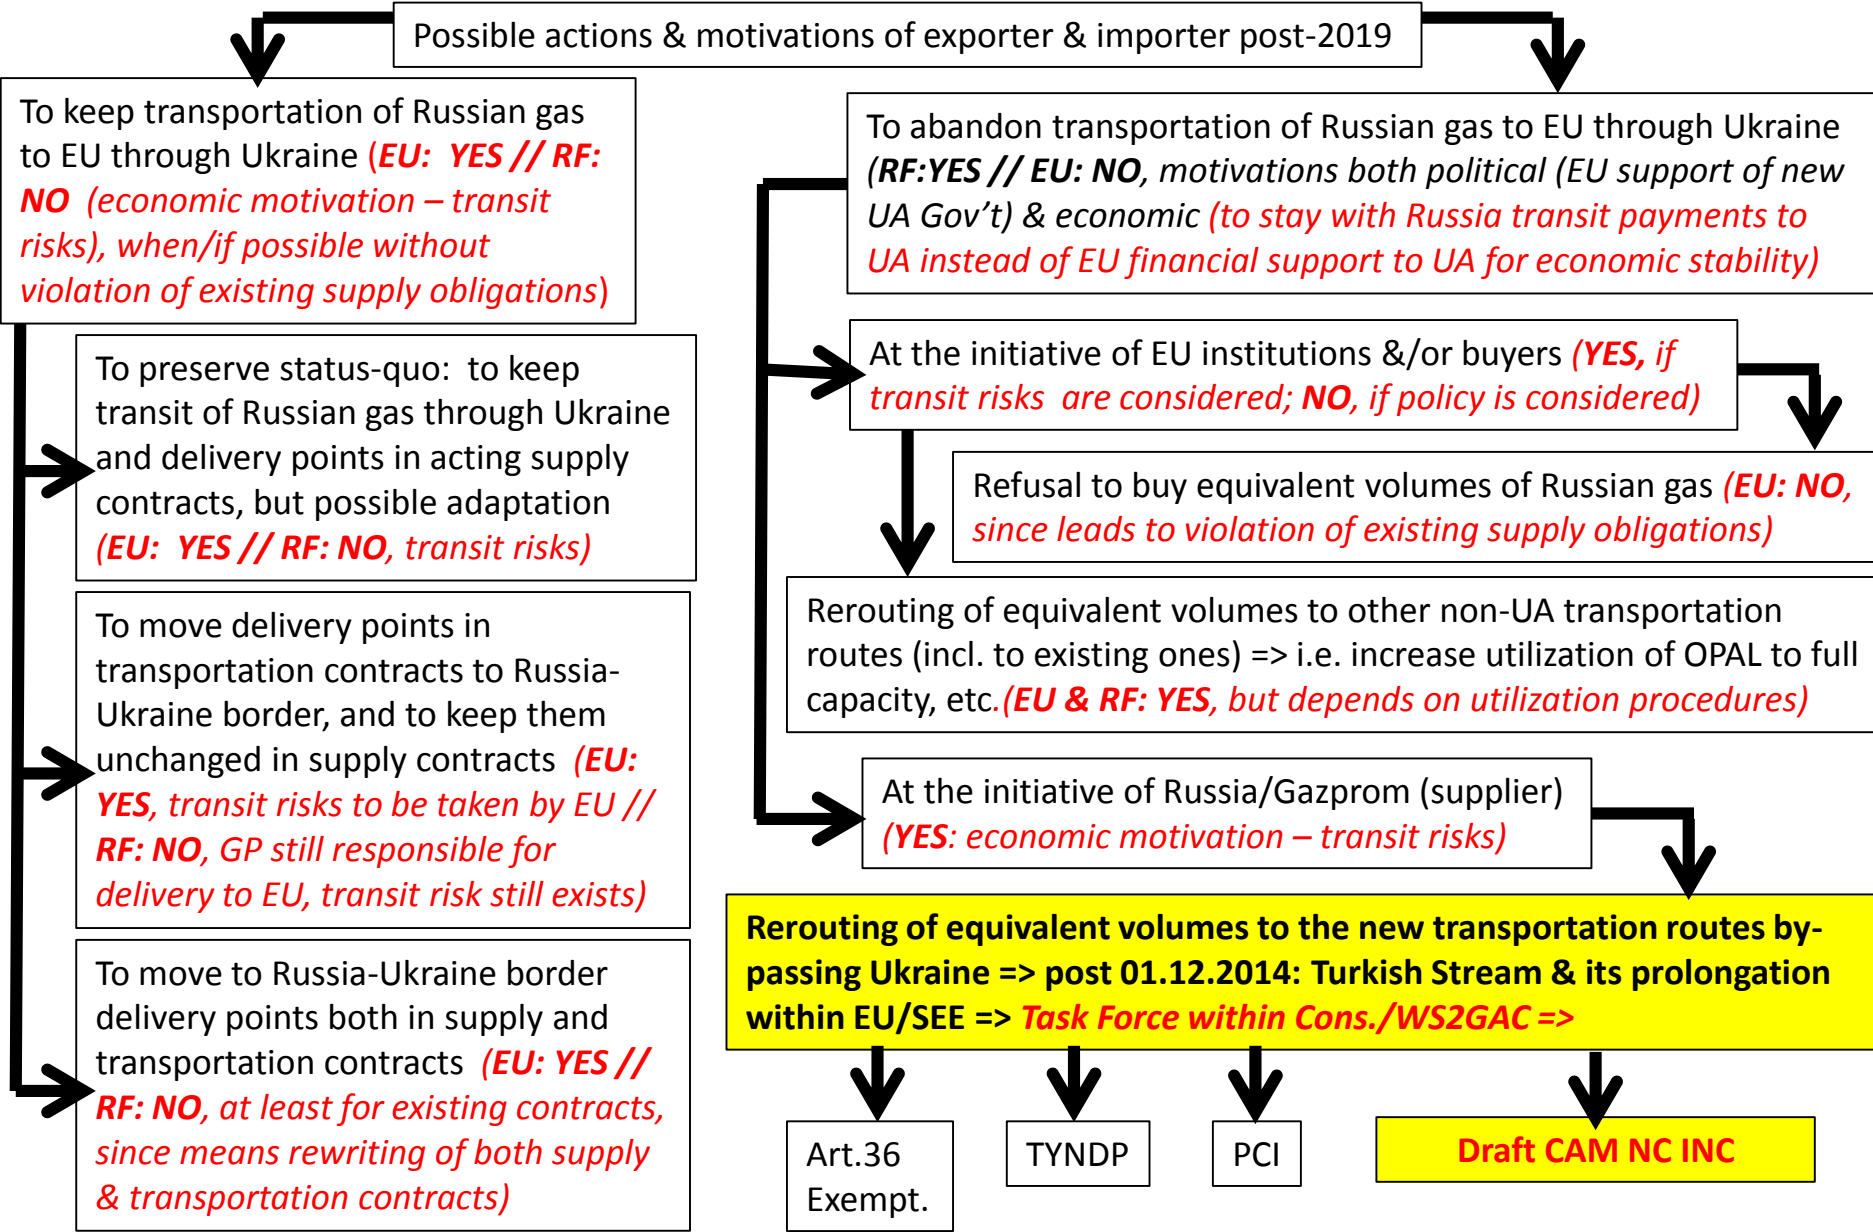 Possible actions & motivations of exporter & importer post-2019
To keep transportation of Russian gas
to EU through Ukraine (EU: YES // RF:
NO (economic motivation – transit
risks), when/if possible without
violation of existing supply obligations)
To preserve status-quo: to keep
transit of Russian gas through Ukraine
and delivery points in acting supply
contracts, but possible adaptation
(EU: YES // RF: NO, transit risks)
To move delivery points in
transportation contracts to Russia-
Ukraine border, and to keep them
unchanged in supply contracts (EU:
YES, transit risks to be taken by EU //
RF: NO, GP still responsible for
delivery to EU, transit risk still exists)
To move to Russia-Ukraine border
delivery points both in supply and
transportation contracts (EU: YES //
RF: NO, at least for existing contracts,
since means rewriting of both supply
& transportation contracts)
To abandon transportation of Russian gas to EU through Ukraine
(RF:YES // EU: NO, motivations both political (EU support of new
UA Gov't) & economic (to stay with Russia transit payments to
UA instead of EU financial support to UA for economic stability)
At the initiative of EU institutions &/or buyers (YES, if
transit risks are considered; NO, if policy is considered)
Refusal to buy equivalent volumes of Russian gas (EU: NO,
since leads to violation of existing supply obligations)
Rerouting of equivalent volumes to other non-UA transportation
routes (incl. to existing ones) => i.e. increase utilization of OPAL to full
capacity, etc.(EU & RF: YES, but depends on utilization procedures)
At the initiative of Russia/Gazprom (supplier)
(YES: economic motivation – transit risks)
Rerouting of equivalent volumes to the new transportation routes by-
passing Ukraine => post 01.12.2014: Turkish Stream & its prolongation
within EU/SEE => Task Force within Cons./WS2GAC =>
Art.36
Exempt.
TYNDP
PCI
Draft CAM NC INC